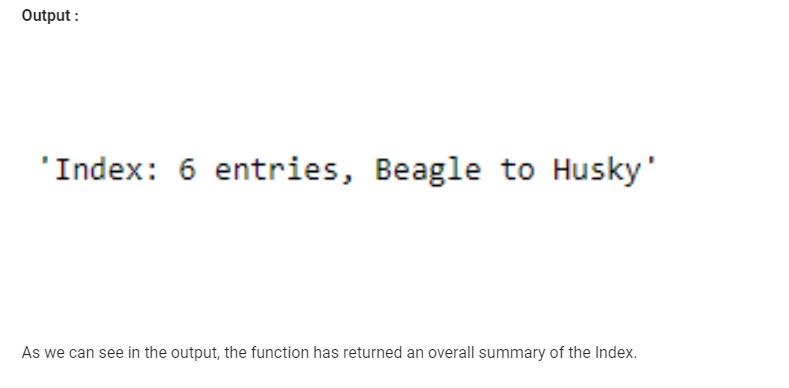 Output :
'Index: 6 entries, Beagle to Husky'
As we can see in the output, the function has returned an overall summary of the Index.